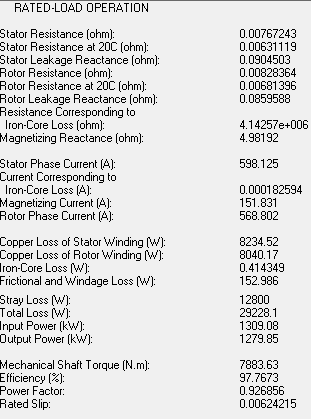 RATED-LOAD OPERATION
Stator Resistance (ohm): 0.00767243
Stator Resistance at 20C (ohm): 0.00631119
Stator Leakage Reactance (ohm): 0.0904503
Rotor Resistance (ohm): 0.00828364
Rotor Resistance at 20C (ohm): 0.00681396
Rotor Leakage Reactance (ohm): 0.0859588
Resistance Corresponding to
Iron-Core Loss (ohm): 4.14257e+006
Magnetizing Reactance (ohm): 4.98192
Stator Phase Current (A): 598.125
Current Corresponding to
Iron-Core Loss (A): 0.000182594
Magnetizing Current (A): 151.831
Rotor Phase Current (A): 568.802
Copper Loss of Stator Winding (W): 8234.52
Copper Loss of Rotor Winding (W): 8040.17
Iron-Core Loss (W): 0.414349
Frictional and Windage Loss (W): 152.986
Stray Loss (W): 12800
Total Loss (W): 29228.1
Input Power (kW): 1309.08
Output Power (kW): 1279.85
Mechanical Shaft Torque (N.m): 7883.63
Efficiency (%): 97.7673
Power Factor: 0.926856
Rated Slip: 0.00624215